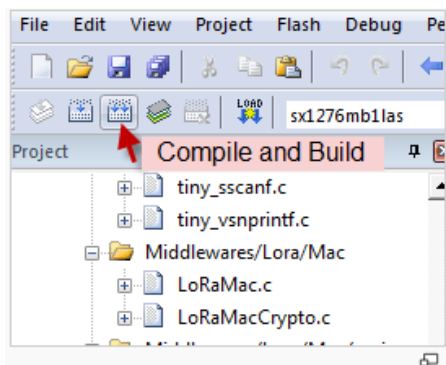 File Edit View Project Flash Debug Pe
LOAD sx1276mb1las
Project Compile and Build
tiny_sscanf.c
tiny_vsnprintf.c
Middlewares/Lora/Mac
LoRaMac.c
LoRaMacCrypto.c